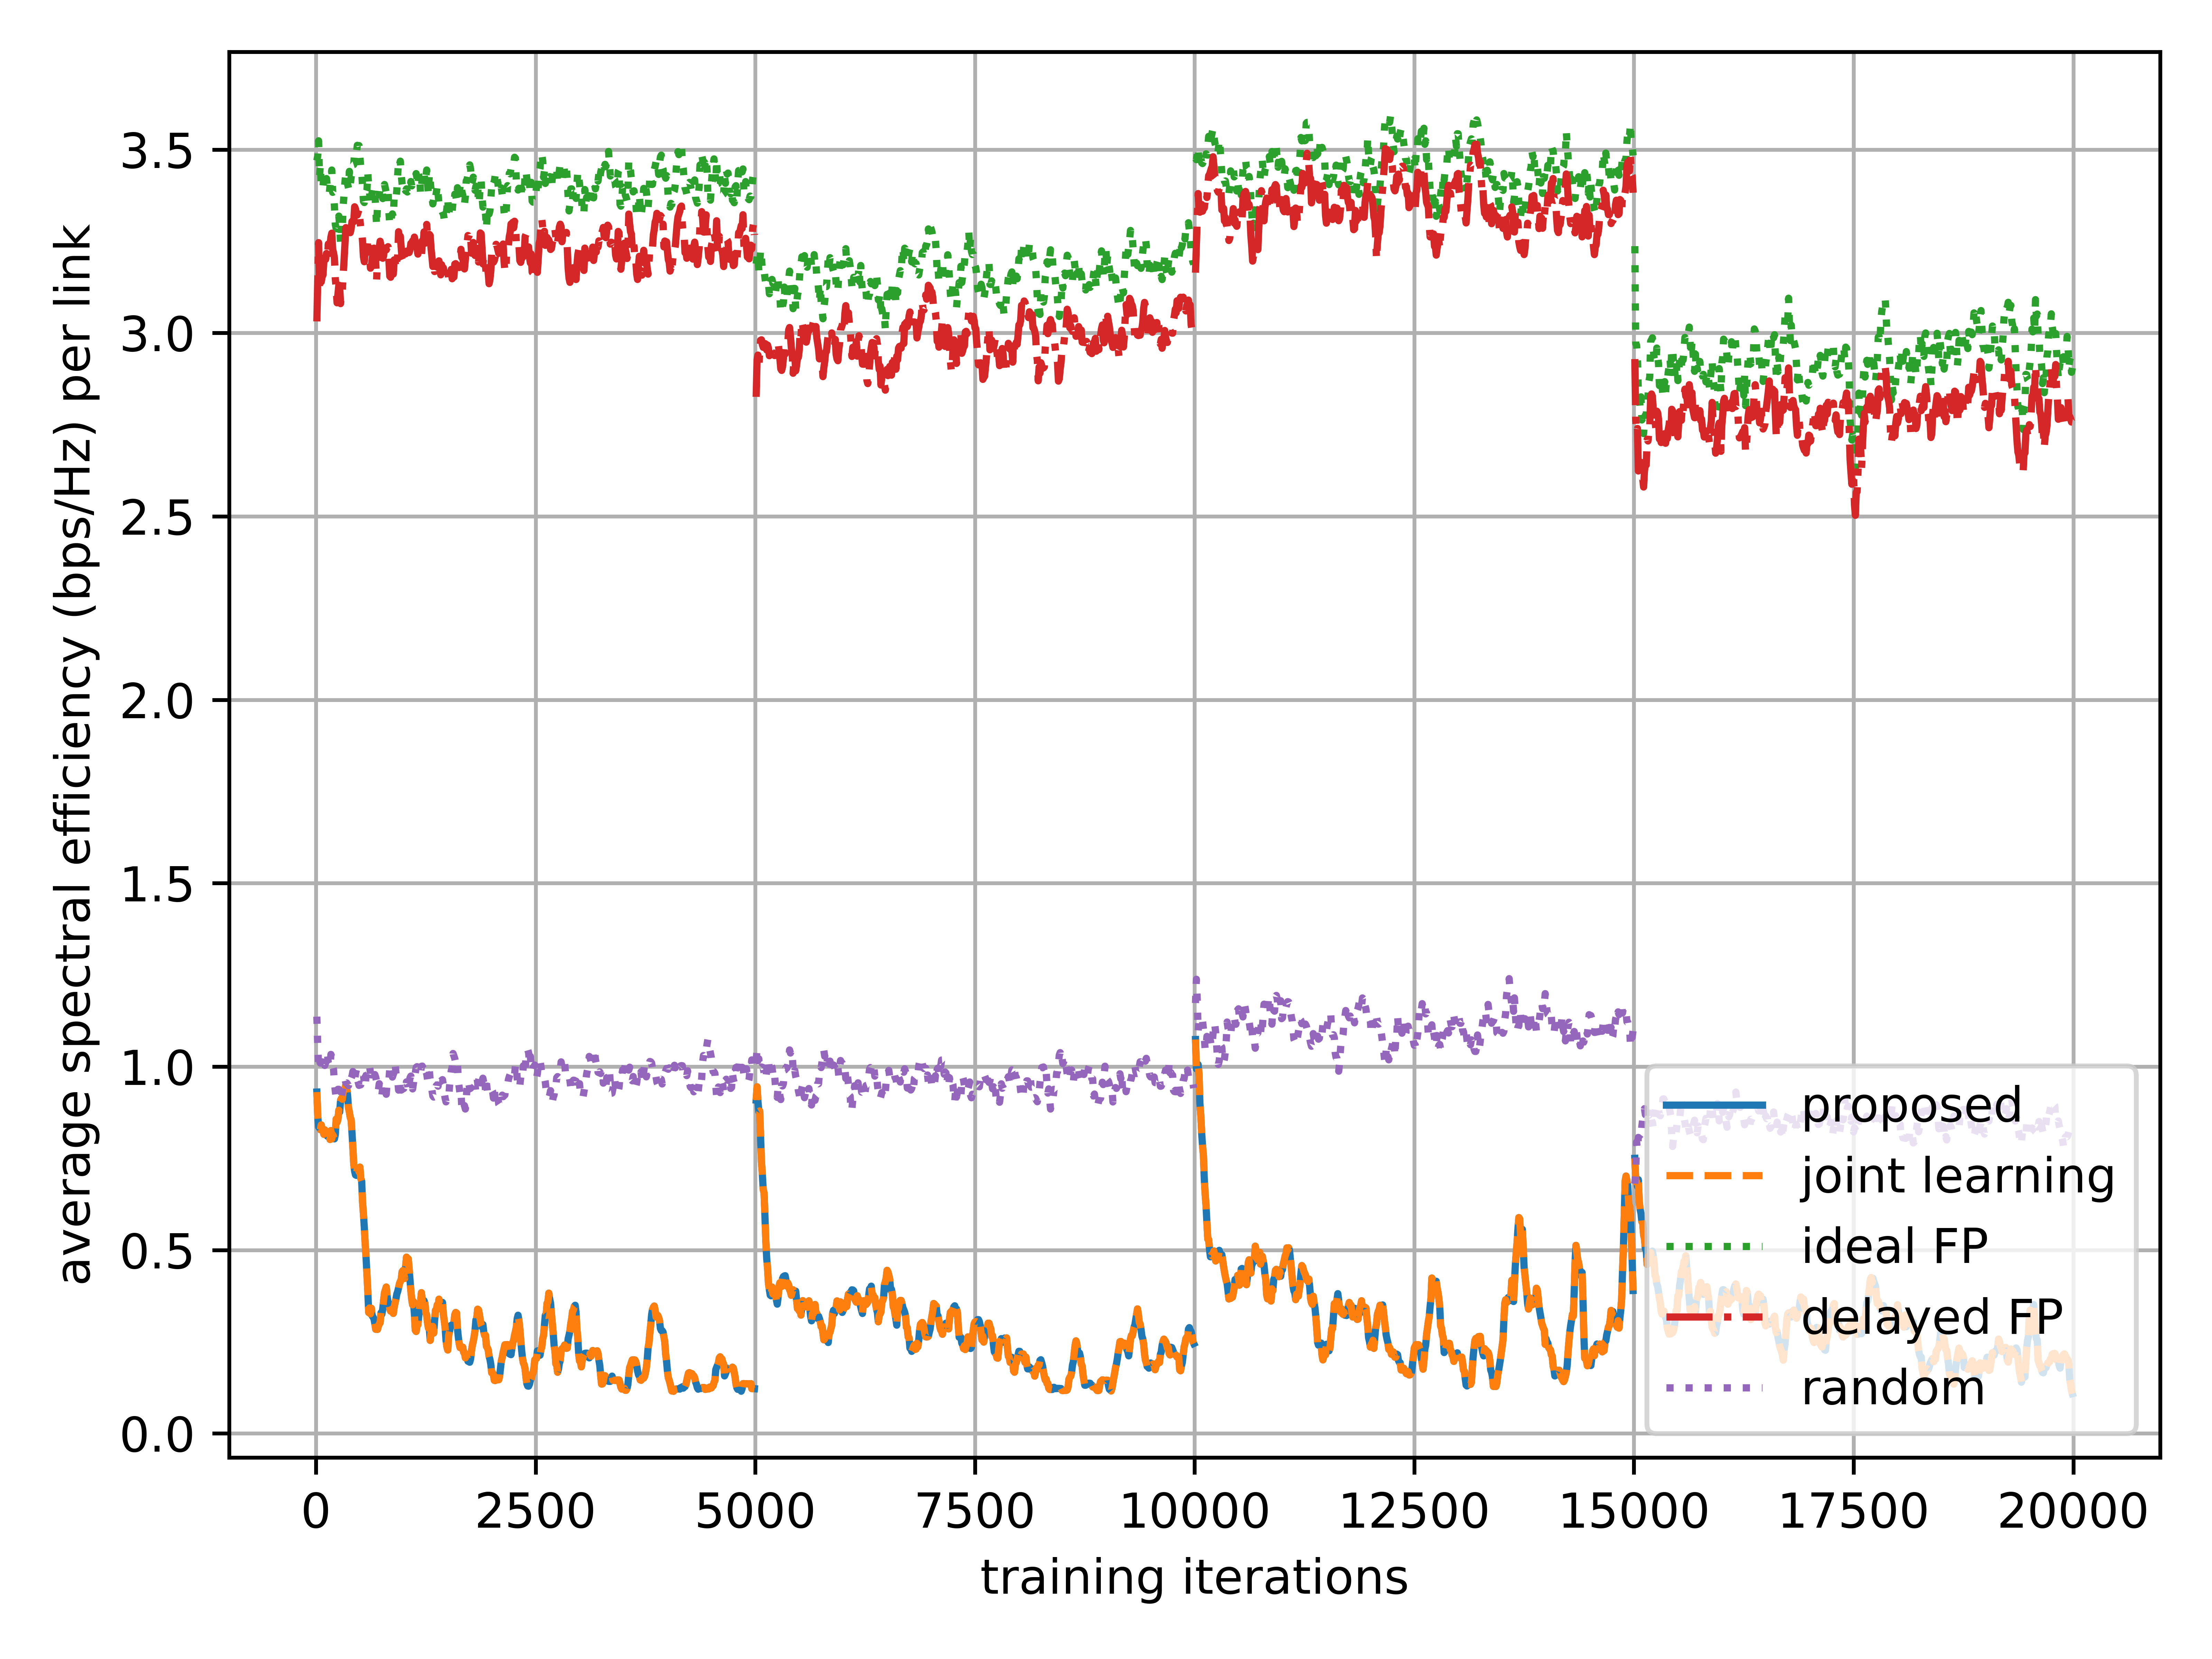 average spectral efficiency (bps/Hz) per link
3.5
3.0
2.5
2.0
1.5
1.0
0.5
0.0
proposed
joint learning
ideal FP
delayed FP
random
0 2500 5000 7500 10000 12500 15000 17500 20000
training iterations